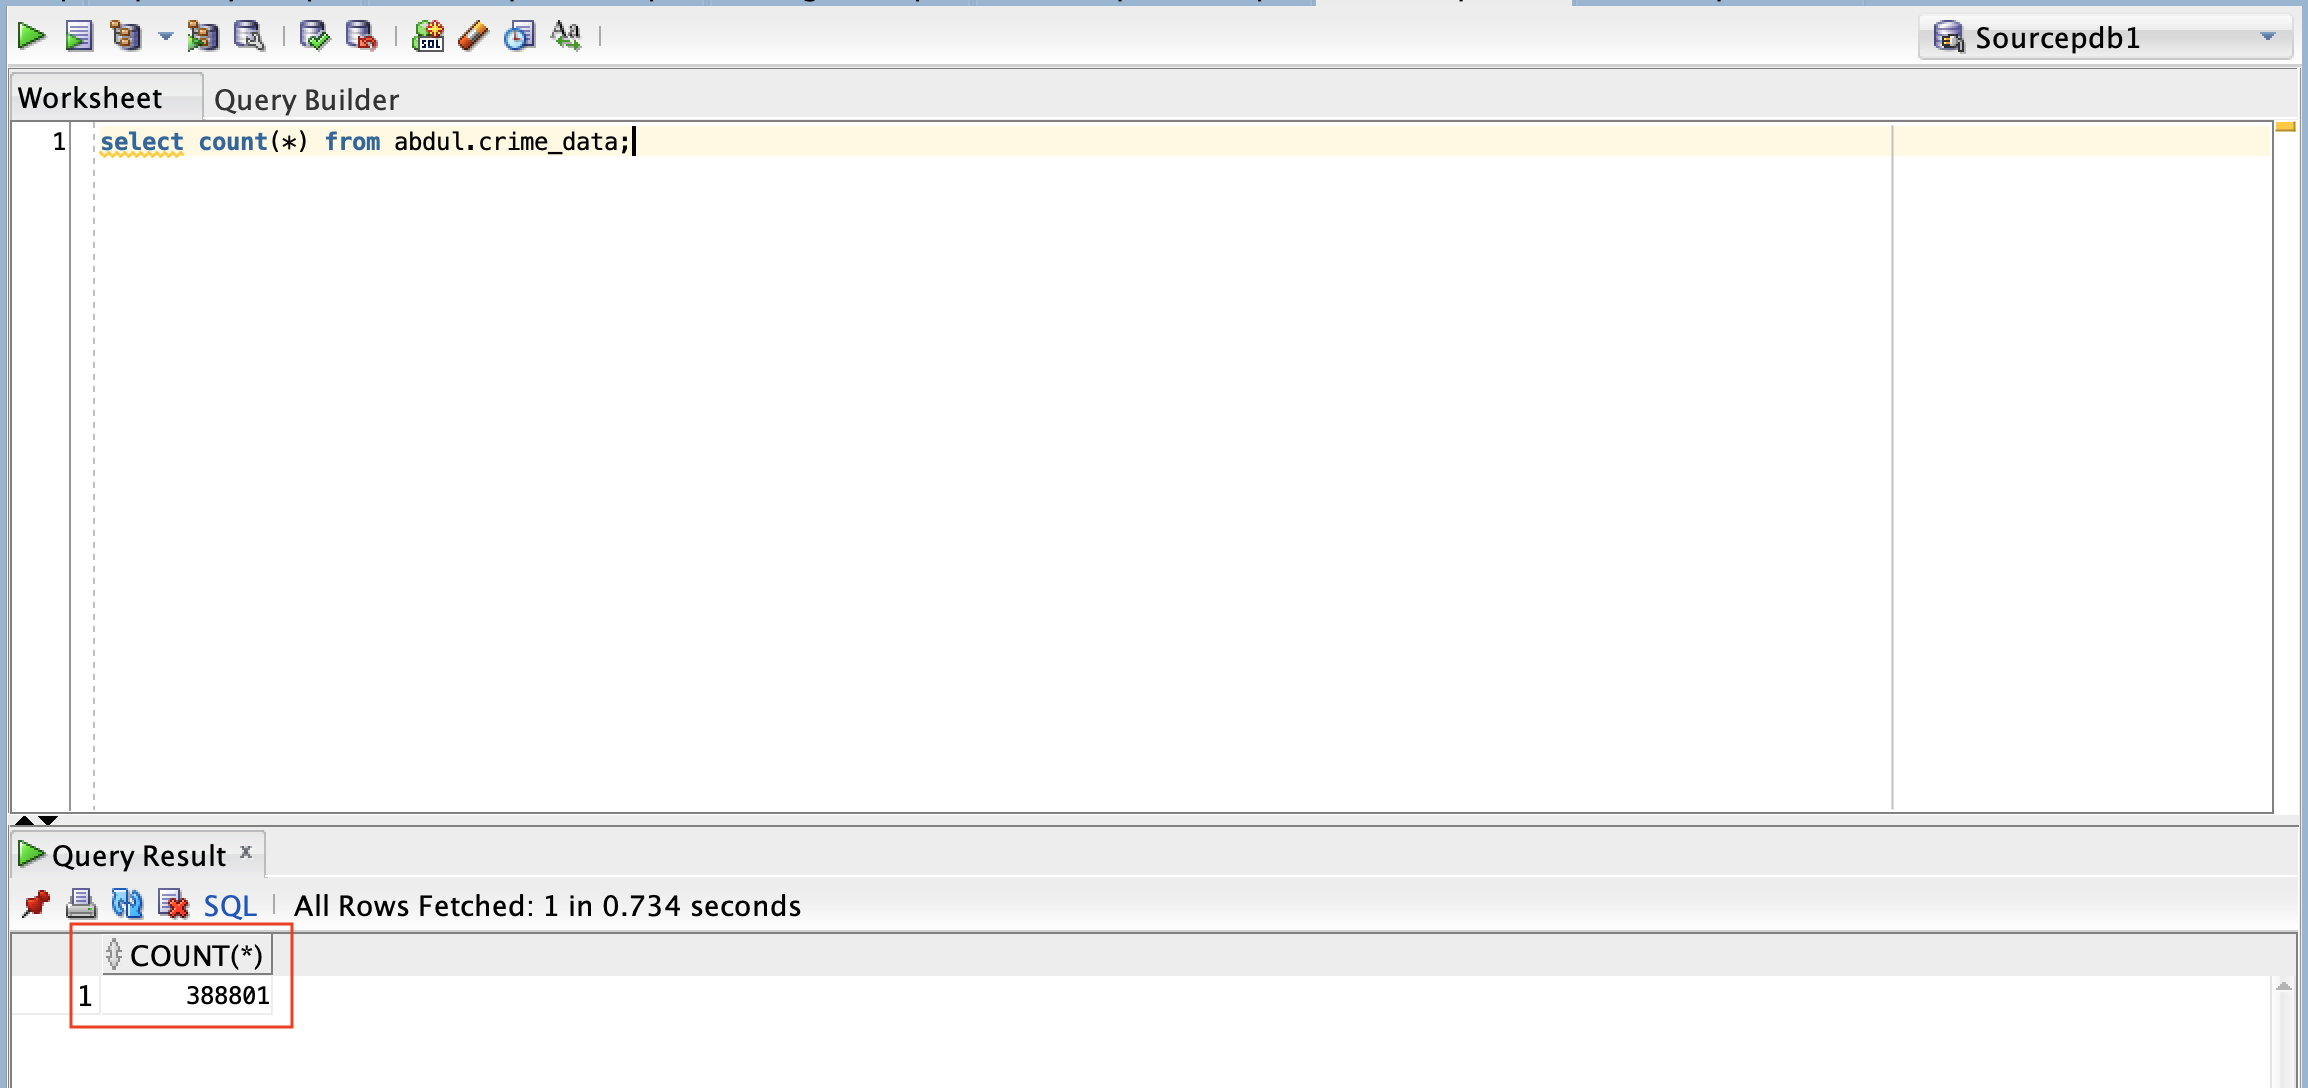 Sourcepdb1
Worksheet Query Builder
1 select count(*) from abdul.crime_data;
Query Result x
SQL All Rows Fetched: 1 in 0.734 seconds
COUNT(*)
1 388801